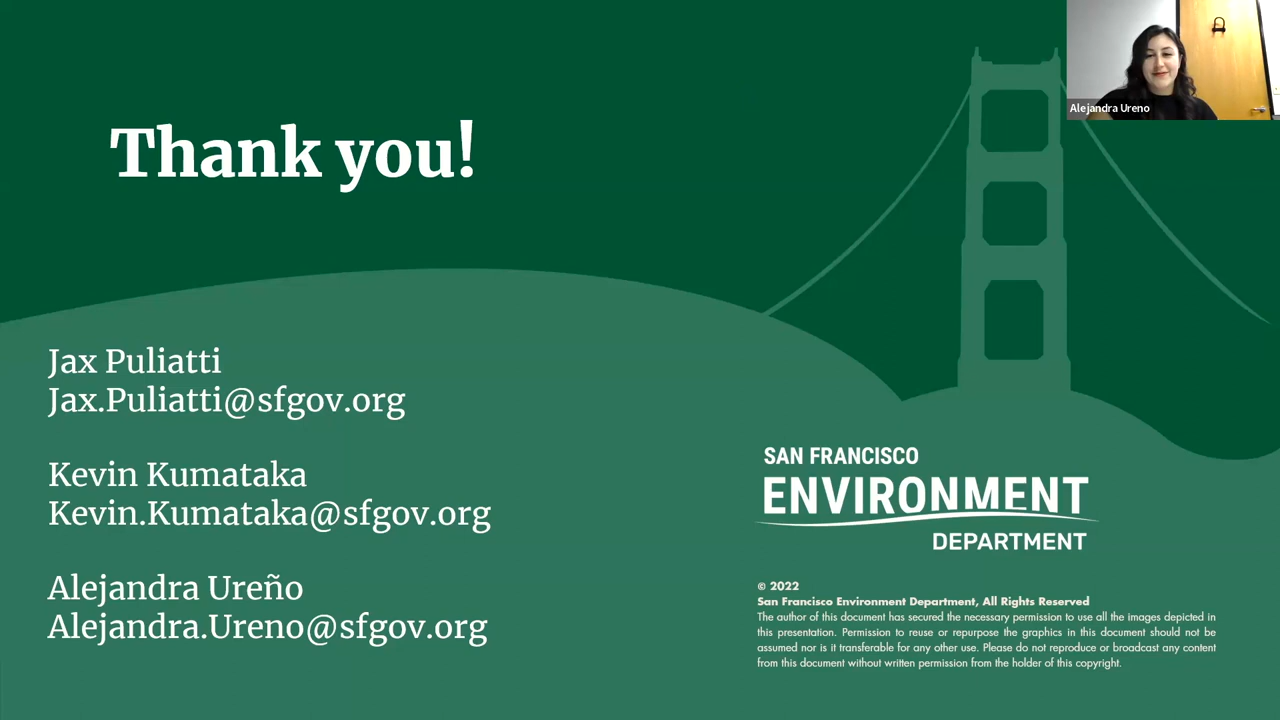 Thank you!
Alejandra Ureno
Jax Puliatti
Jax.Puliatti@sfgov.org
Kevin Kumataka
Kevin.Kumataka@sfgov.org
Alejandra Ureño
Alejandra.Ureno@sfgov.org
SAN FRANCISCO
ENVIRONMENT
DEPARTMENT
© 2022
San Francisco Environment Department, All Rights Reserved
The author of this document has secured the necessary permission to use all the images depicted in
this presentation. Permission to reuse or repurpose the graphics in this document should not be
assumed nor is it transferable for any other use. Please do not reproduce or broadcast any content
from this document without written permission from the holder of this copyright.